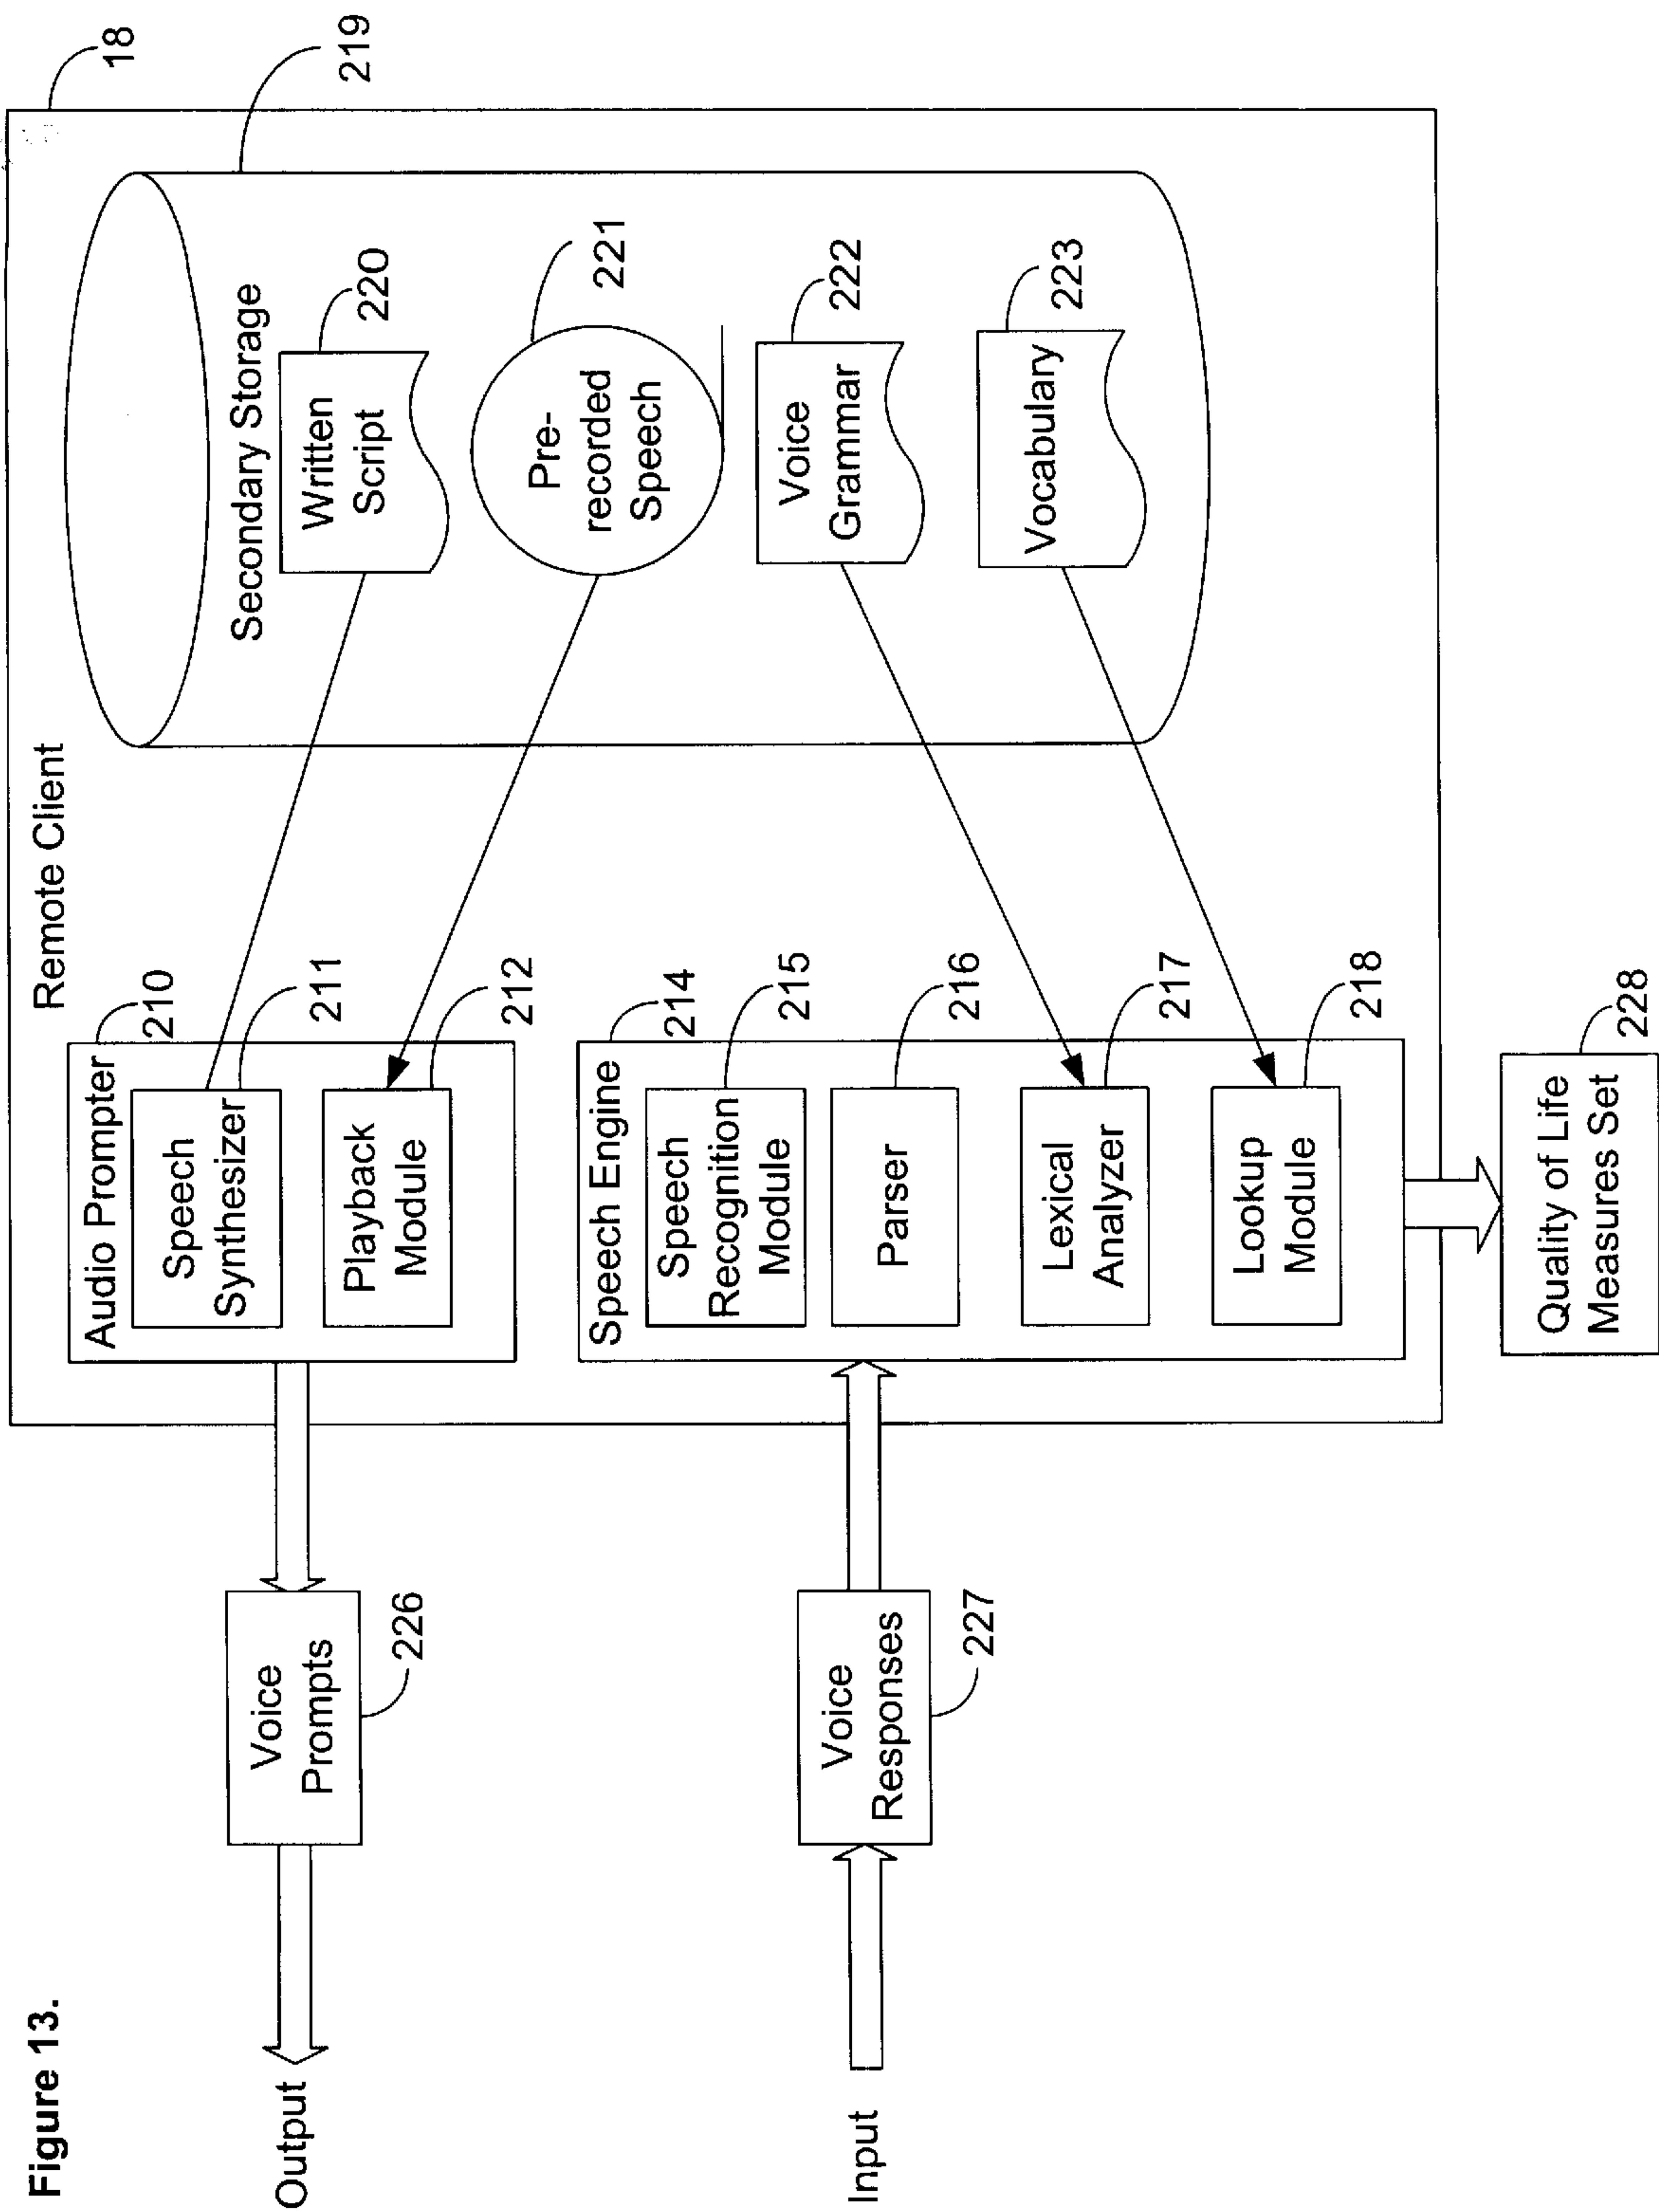 Figure 13.
Remote Client
18
Audio Prompter
210
Speech
Synthesizer
211
Playback
Module
212
Secondary Storage
219
Written
Script
220
Pre-
recorded
Speech
221
Voice
Grammar
222
Vocabulary
223
Output
Voice
Prompts
226
Input
Voice
Responses
227
Speech Engine
214
Speech
Recognition
Module
215
Parser
216
Lexical
Analyzer
217
Lookup
Module
218
Quality of Life
Measures Set
228